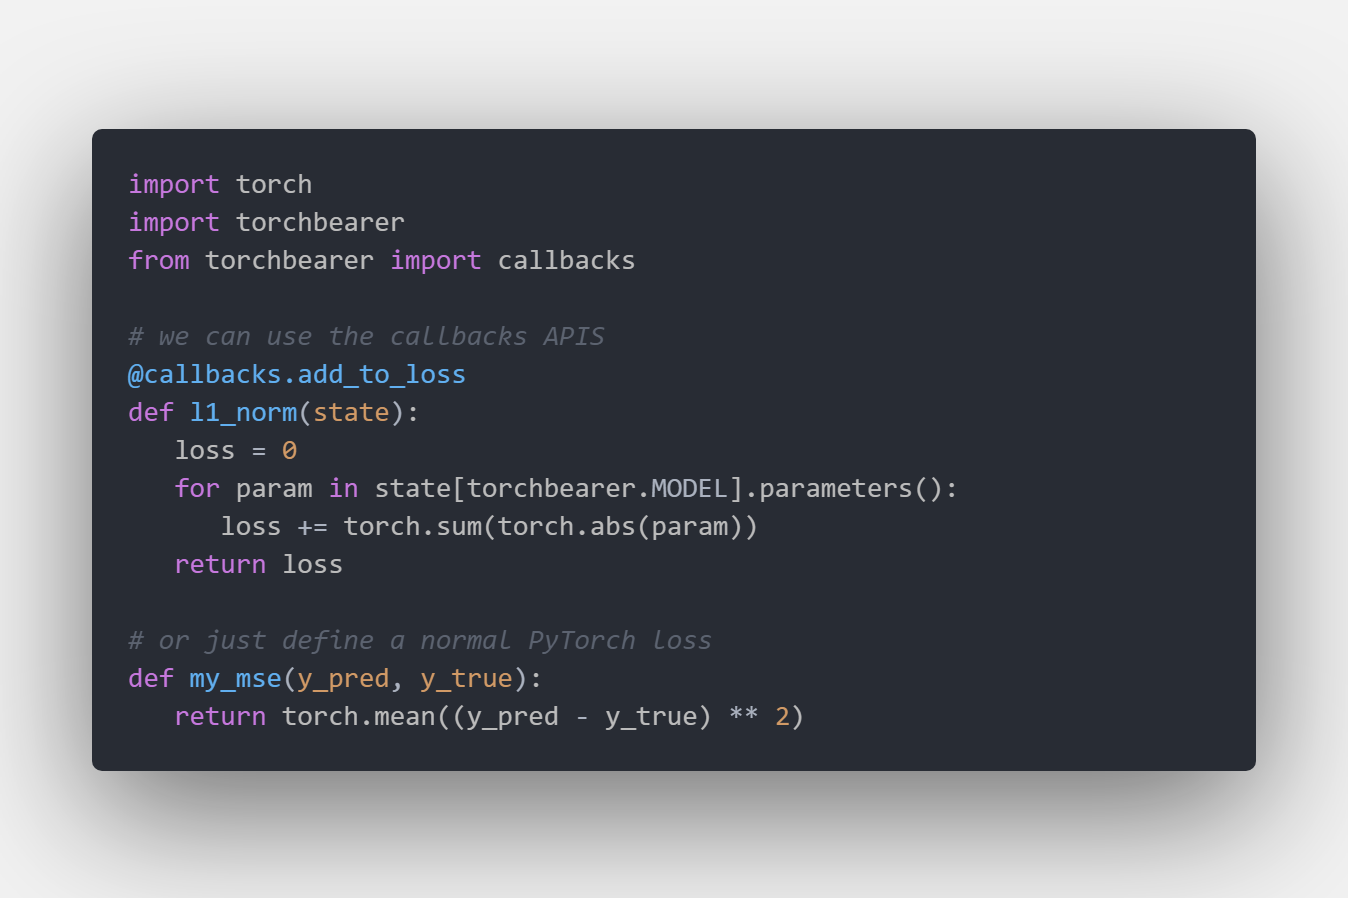 import torch
import torchbearer
from torchbearer import callbacks

# we can use the callbacks APIS
@callbacks.add_to_loss
def l1_norm(state):
   loss = 0
   for param in state[torchbearer.MODEL].parameters():
      loss += torch.sum(torch.abs(param))
   return loss

# or just define a normal PyTorch loss
def my_mse(y_pred, y_true):
   return torch.mean((y_pred - y_true) ** 2)